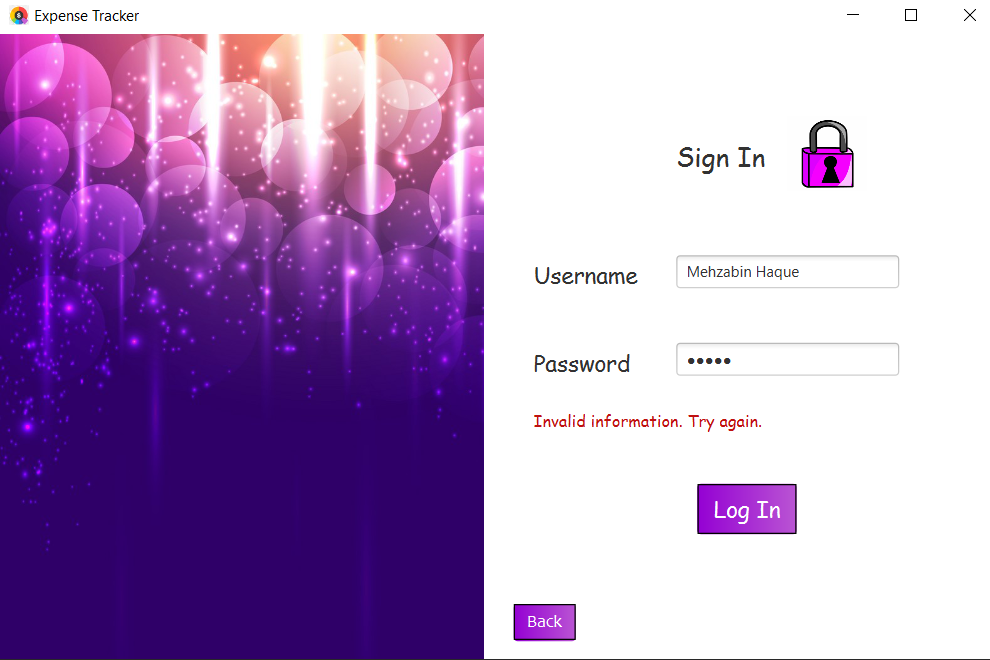 Expense Tracker
Sign In
Username
Mehzabin Haque
Password
•••••
Invalid information. Try again.
Log In
Back